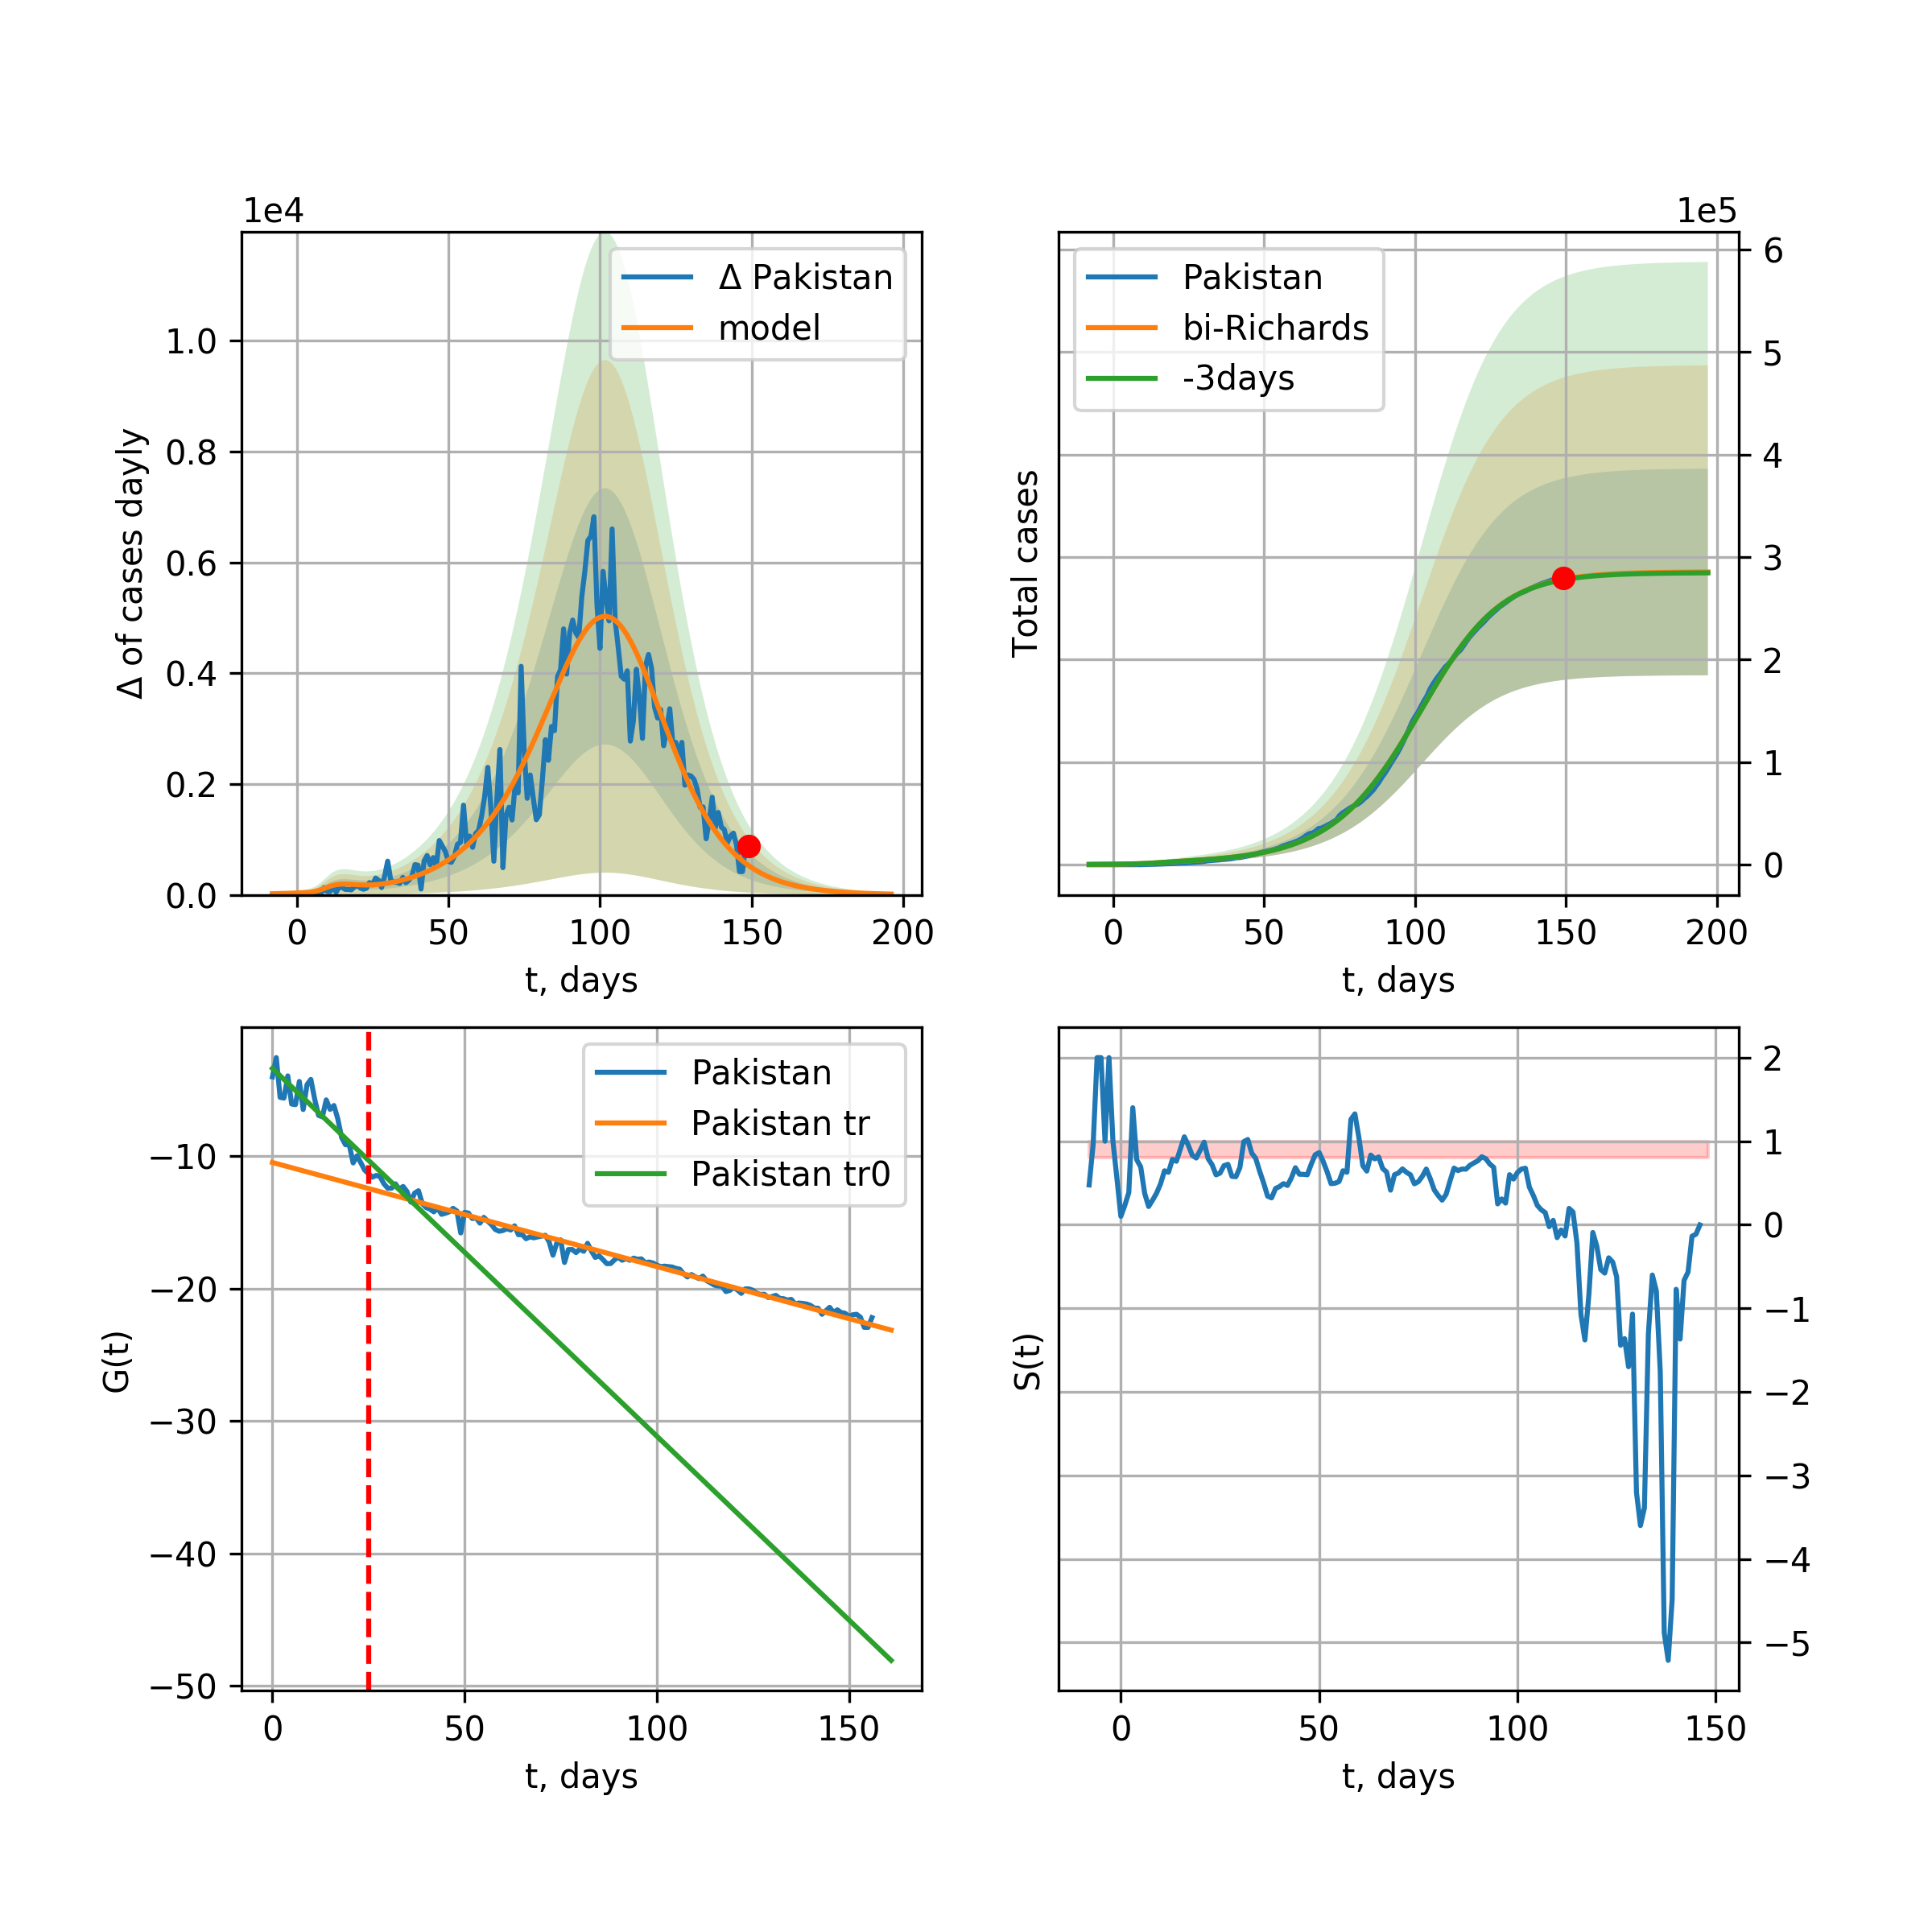 1e4
Δ of cases dayly
1.0
0.8
0.6
0.4
0.2
0.0
Δ Pakistan
model
0 50 100 150 200
t, days
1e5
Total cases
Pakistan
bi-Richards
-3days
6
5
4
3
2
1
0
0 50 100 150 200
t, days
G(t)
−10
−20
−30
−40
−50
Pakistan
Pakistan tr
Pakistan tr0
0 50 100 150
t, days
S(t)
2
1
0
−1
−2
−3
−4
−5
0 50 100 150
t, days